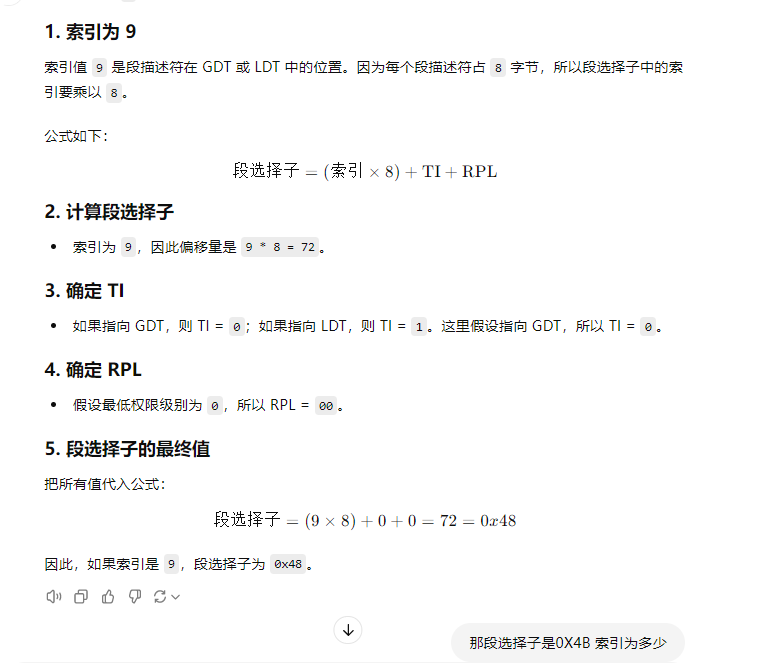 1. 索引为 9
索引值 9 是段描述符在 GDT 或 LDT 中的位置。因为每个段描述符占 8 字节，所以段选择子中的索
引要乘以 8。
公式如下：
段选择子 = (索引 × 8) + TI + RPL
2. 计算段选择子
• 索引为 9，因此偏移量是 9 * 8 = 72。
3. 确定 TI
• 如果指向 GDT，则 TI = 0；如果指向 LDT，则 TI = 1。这里假设指向 GDT，所以 TI = 0。
4. 确定 RPL
• 假设最低权限级别为 0，所以 RPL = 00。
5. 段选择子的最终值
把所有值代入公式：
段选择子 = (9 × 8) + 0 + 0 = 72 = 0x48
因此，如果索引是 9，段选择子为 0x48。
那段选择子是0X4B 索引为多少